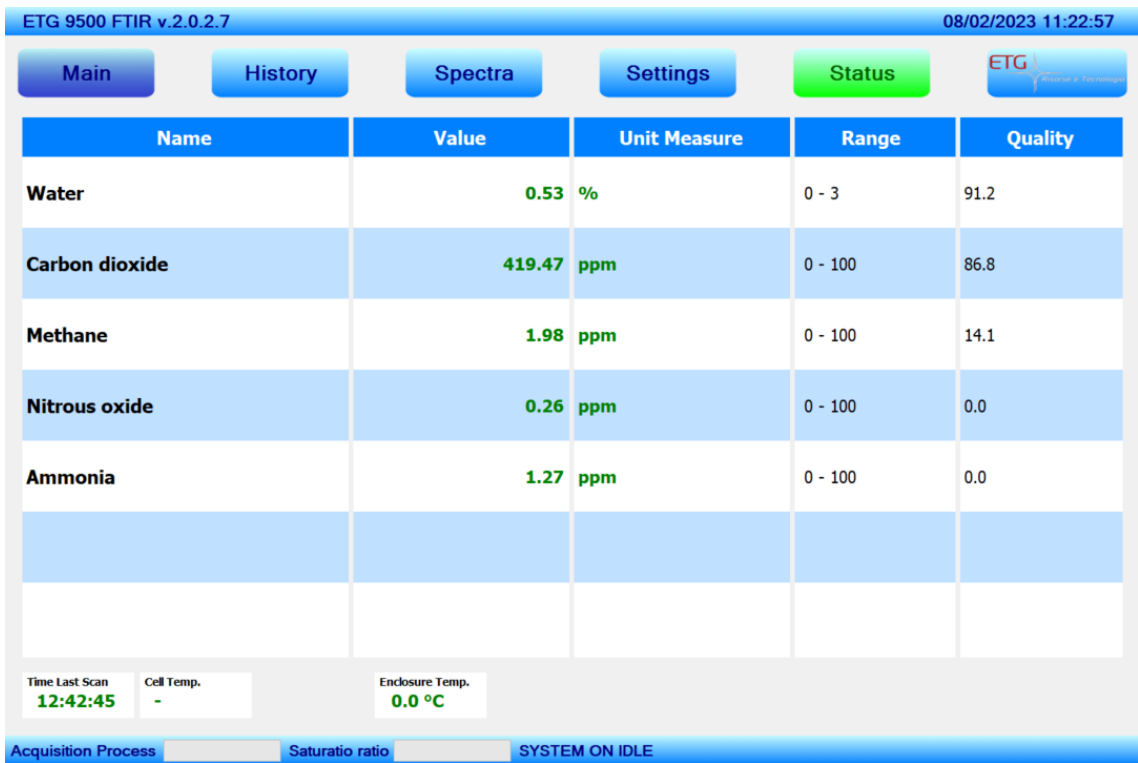 ETG 9500 FTIR v.2.0.2.7 08/02/2023 11:22:57
Main History Spectra Settings Status ETG Risorse e Tecnologia
Name Value Unit Measure Range Quality
Water 0.53 % 0 - 3 91.2
Carbon dioxide 419.47 ppm 0 - 100 86.8
Methane 1.98 ppm 0 - 100 14.1
Nitrous oxide 0.26 ppm 0 - 100 0.0
Ammonia 1.27 ppm 0 - 100 0.0
Time Last Scan Cell Temp. Enclosure Temp.
12:42:45 - 0.0 °C
Acquisition Process Saturatio ratio SYSTEM ON IDLE